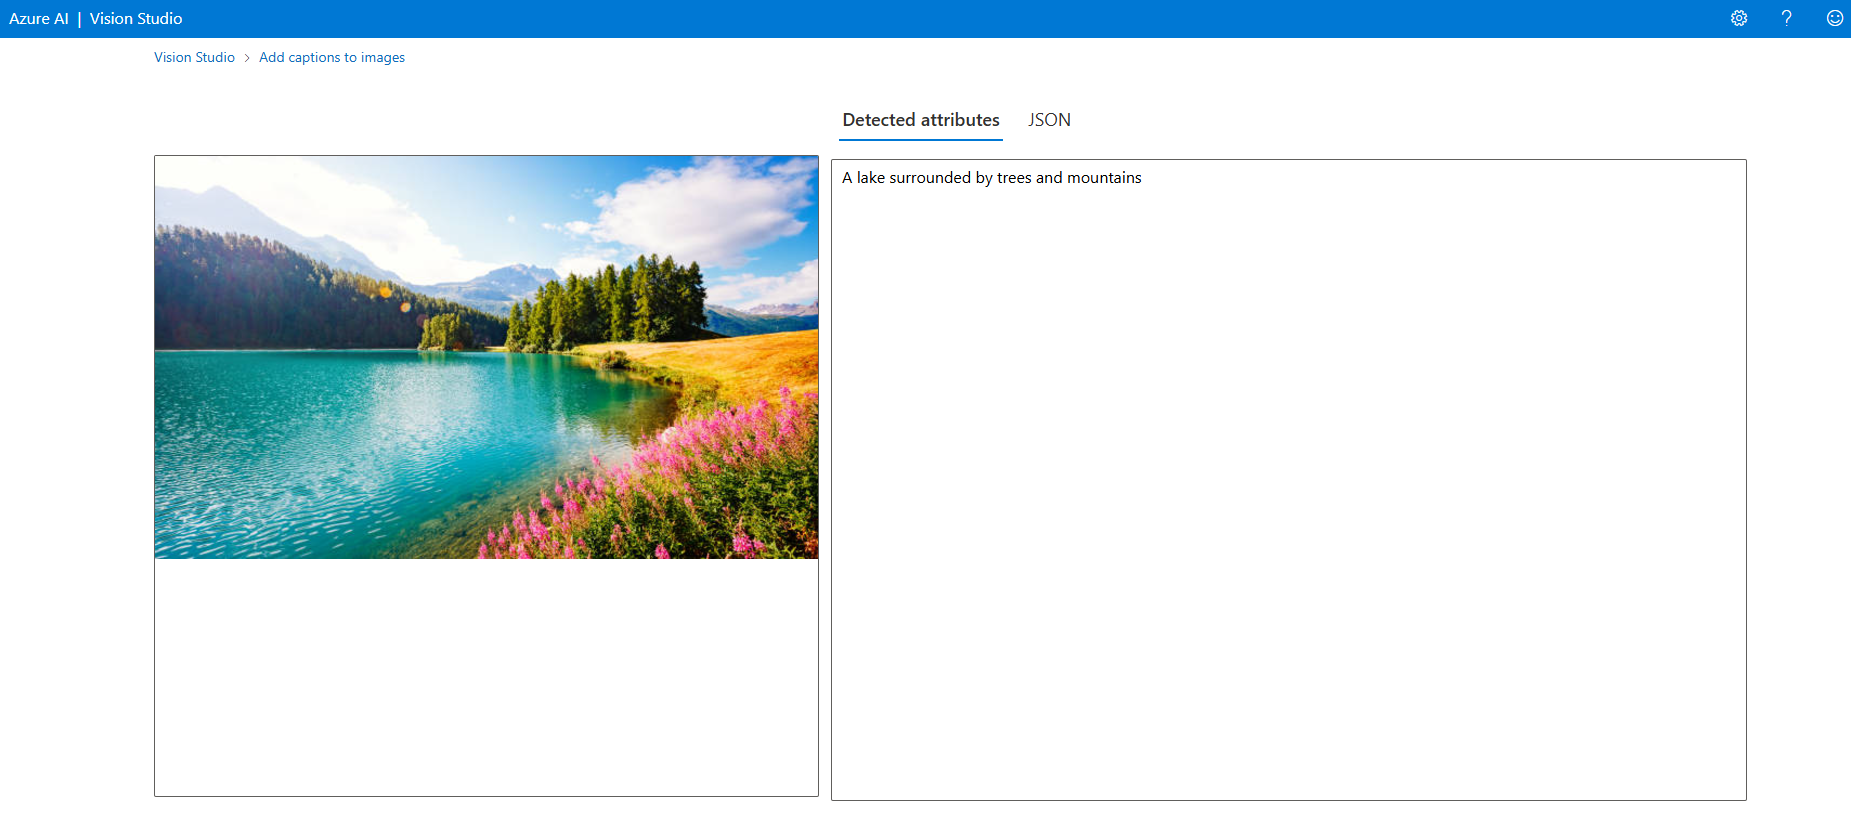 Azure AI | Vision Studio
Vision Studio > Add captions to images
Detected attributes JSON
A lake surrounded by trees and mountains